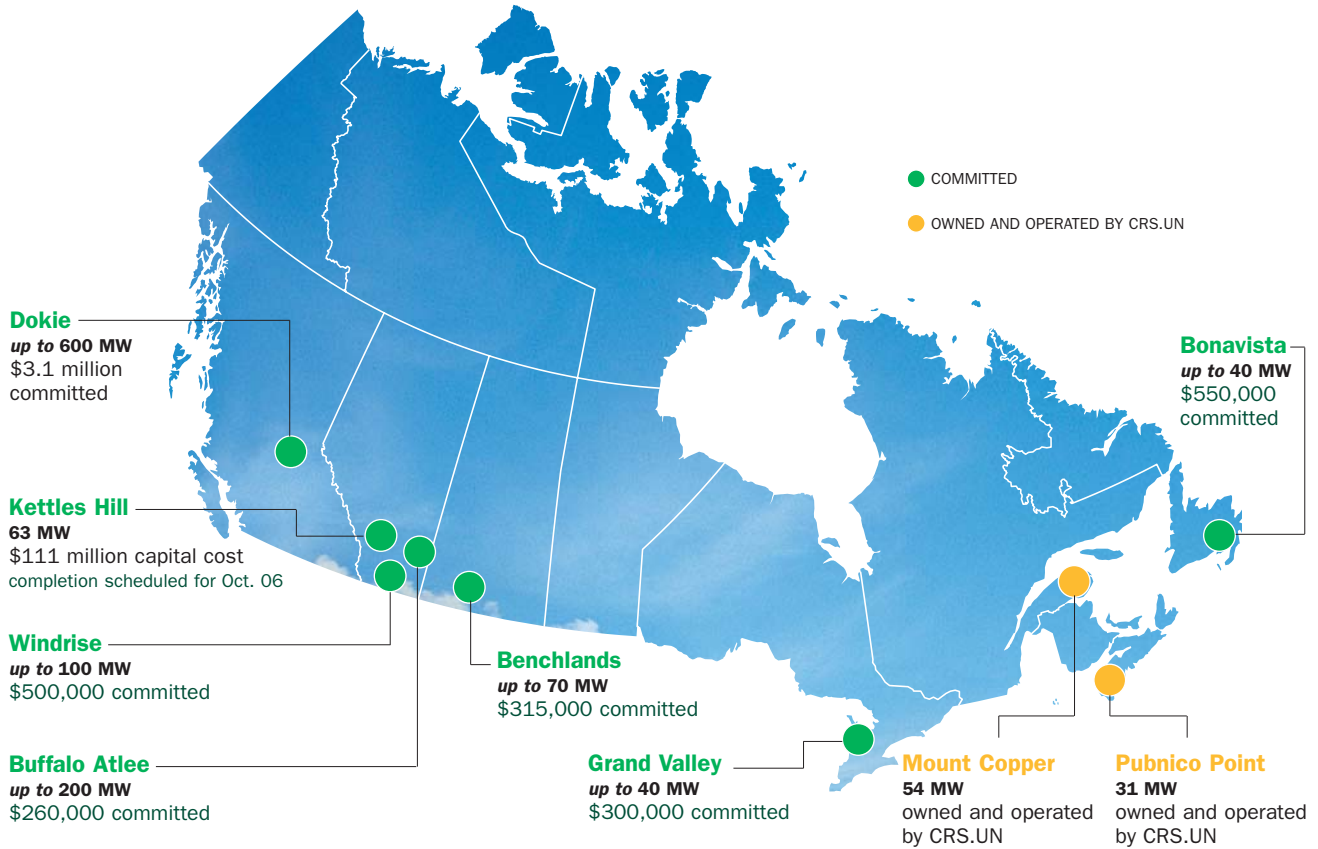 COMMITTED
OWNED AND OPERATED BY CRS.UN
Dokie
up to 600 MW
$3.1 million
committed
Kettles Hill
63 MW
$111 million capital cost
completion scheduled for Oct. 06
Windrise
up to 100 MW
$500,000 committed
Buffalo Atlee
up to 200 MW
$260,000 committed
Benchlands
up to 70 MW
$315,000 committed
Grand Valley
up to 40 MW
$300,000 committed
Mount Copper
54 MW
owned and operated
by CRS.UN
Pubnico Point
31 MW
owned and operated
by CRS.UN
Bonavista
up to 40 MW
$550,000
committed